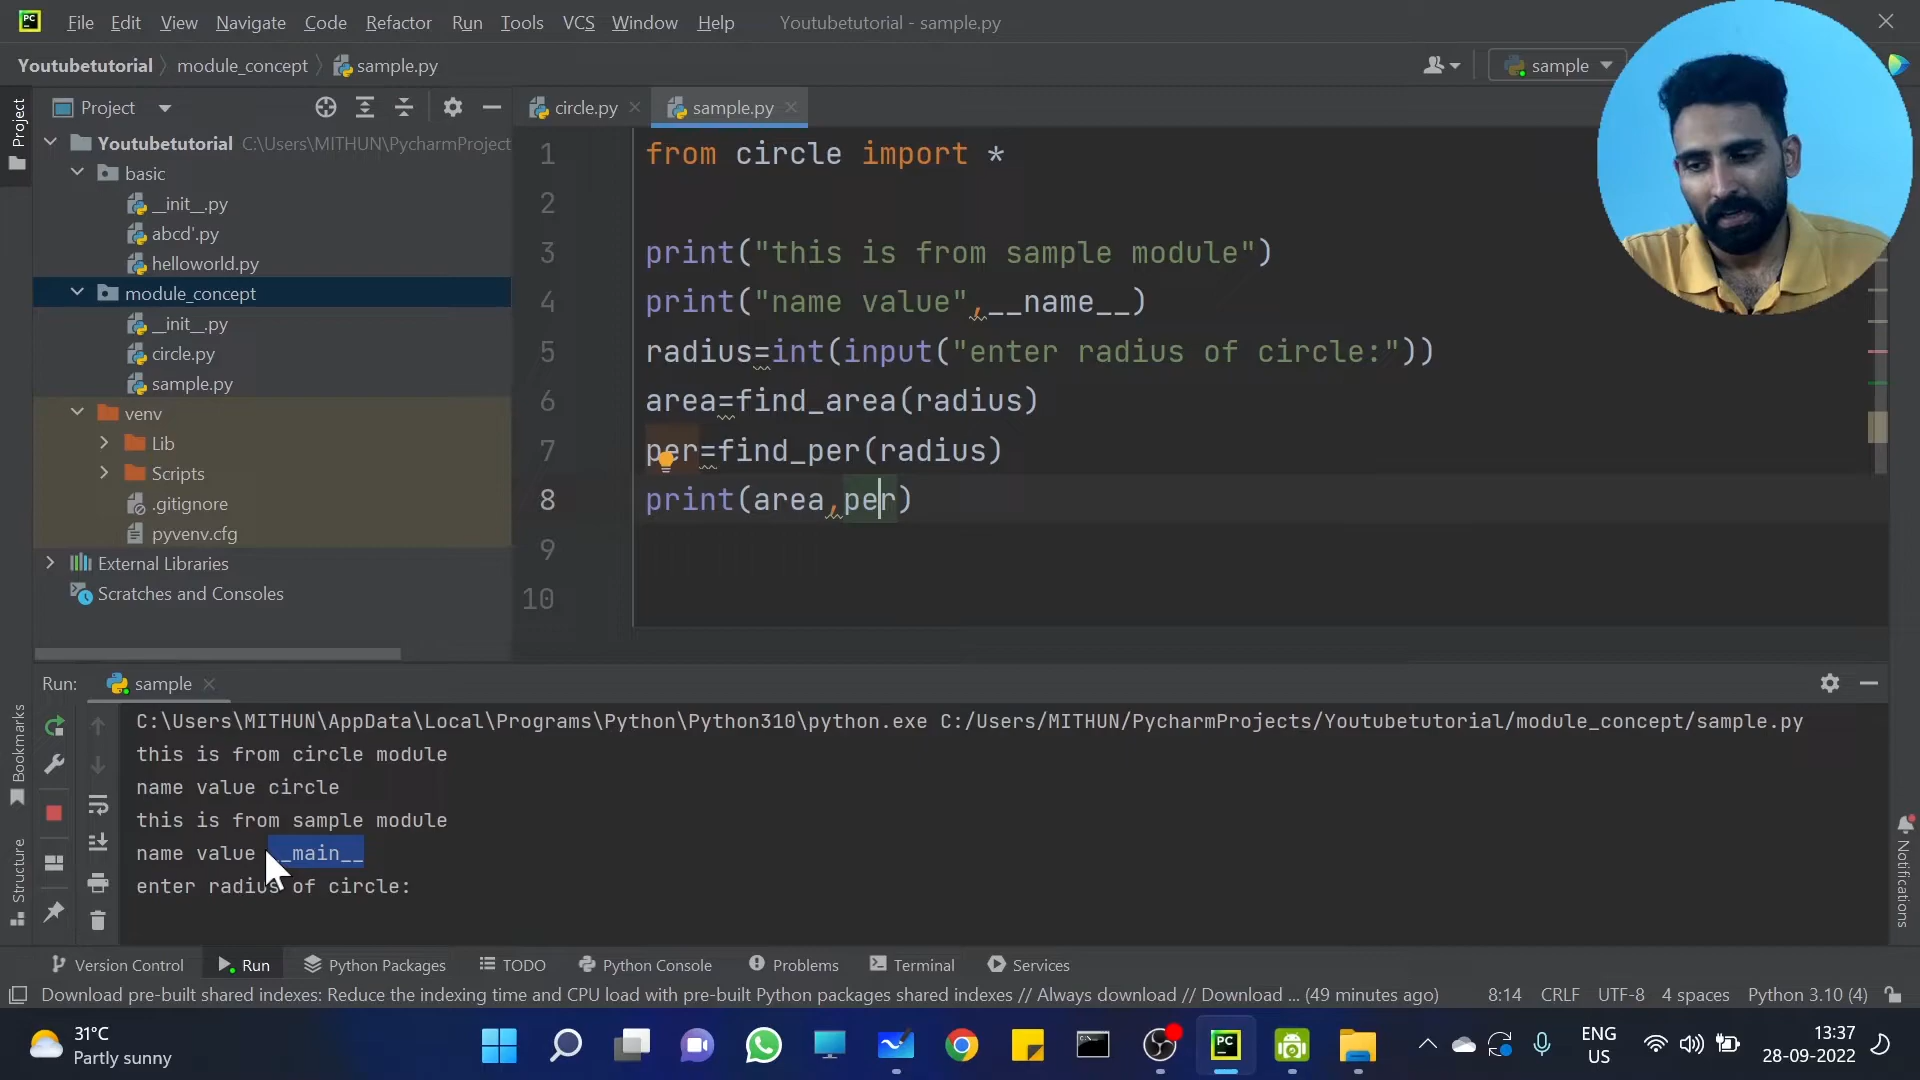 PC File Edit View Navigate Code Refactor Run Tools VCS Window Help Youtubetutorial - sample.py
Youtubetutorial module_concept sample.py sample
Project
Project
circle.py sample.py
Youtubetutorial C:\Users\MITHUN\PycharmProject
basic
__init__.py
abcd'.py
helloworld.py
module_concept
__init__.py
circle.py
sample.py
venv
Lib
Scripts
.gitignore
pyvenv.cfg
External Libraries
Scratches and Consoles
1 from circle import *
2
3 print("this is from sample module")
4 print("name value",__name__)
5 radius=int(input("enter radius of circle:"))
6 area=find_area(radius)
7 per=find_per(radius)
8 print(area,per)
9
10
Run: sample
C:\Users\MITHUN\AppData\Local\Programs\Python\Python310\python.exe C:/Users/MITHUN/PycharmProjects/Youtubetutorial/module_concept/sample.py
this is from circle module
name value circle
this is from sample module
name value __main__
enter radius of circle:
Bookmarks
Structure
Notifications
Version Control Run Python Packages TODO Python Console Problems Terminal Services
Download pre-built shared indexes: Reduce the indexing time and CPU load with pre-built Python packages shared indexes // Always download // Download ... (49 minutes ago) 8:14 CRLF UTF-8 4 spaces Python 3.10 (4)
31°C
Partly sunny
PC
ENG
US
13:37
28-09-2022